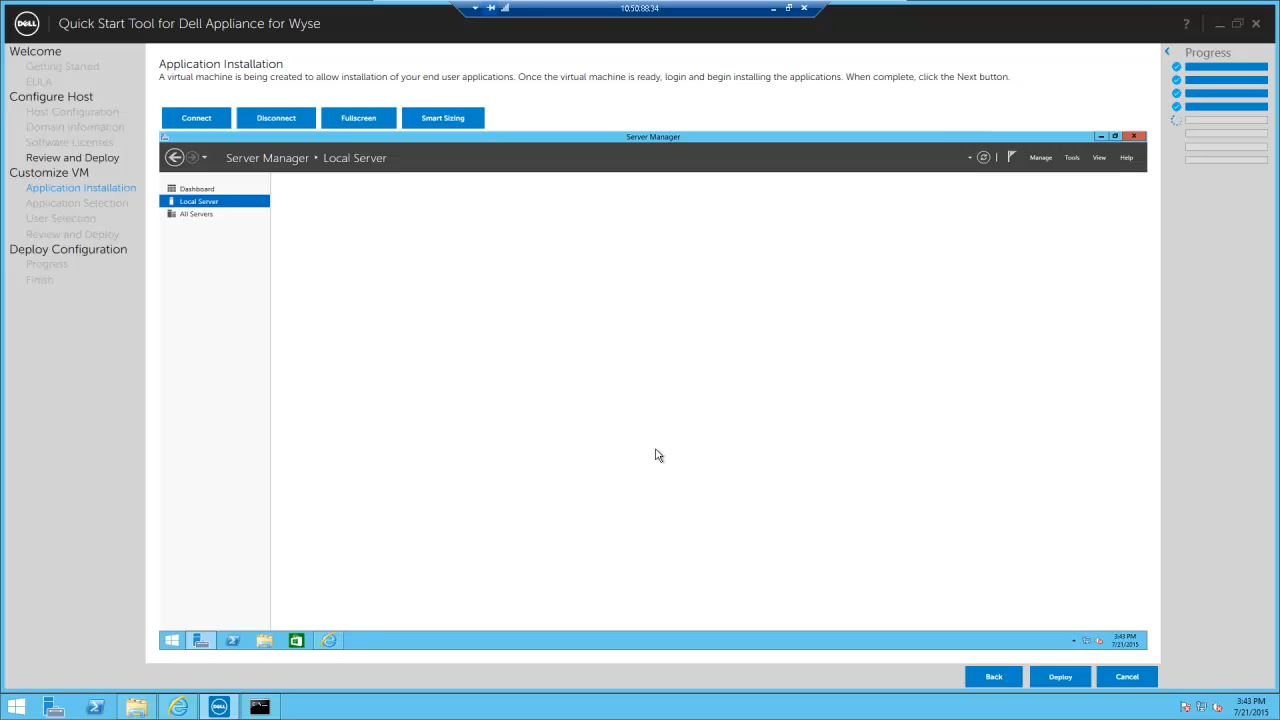 10.50.88.34
DELL
Quick Start Tool for Dell Appliance for Wyse
?
Welcome
Getting Started
EULA
Configure Host
Host Configuration
Domain Information
Software Licenses
Review and Deploy
Customize VM
Application Installation
Application Selection
User Selection
Review and Deploy
Deploy Configuration
Progress
Finish
Application Installation
A virtual machine is being created to allow installation of your end user applications. Once the virtual machine is ready, login and begin installing the applications. When complete, click the Next button.
Connect
Disconnect
Fullscreen
Smart Sizing
Server Manager
Server Manager ‣ Local Server
Manage
Tools
View
Help
Dashboard
Local Server
All Servers
3:43 PM
7/21/2015
Progress
Back
Deploy
Cancel
DELL
3:43 PM
7/21/2015